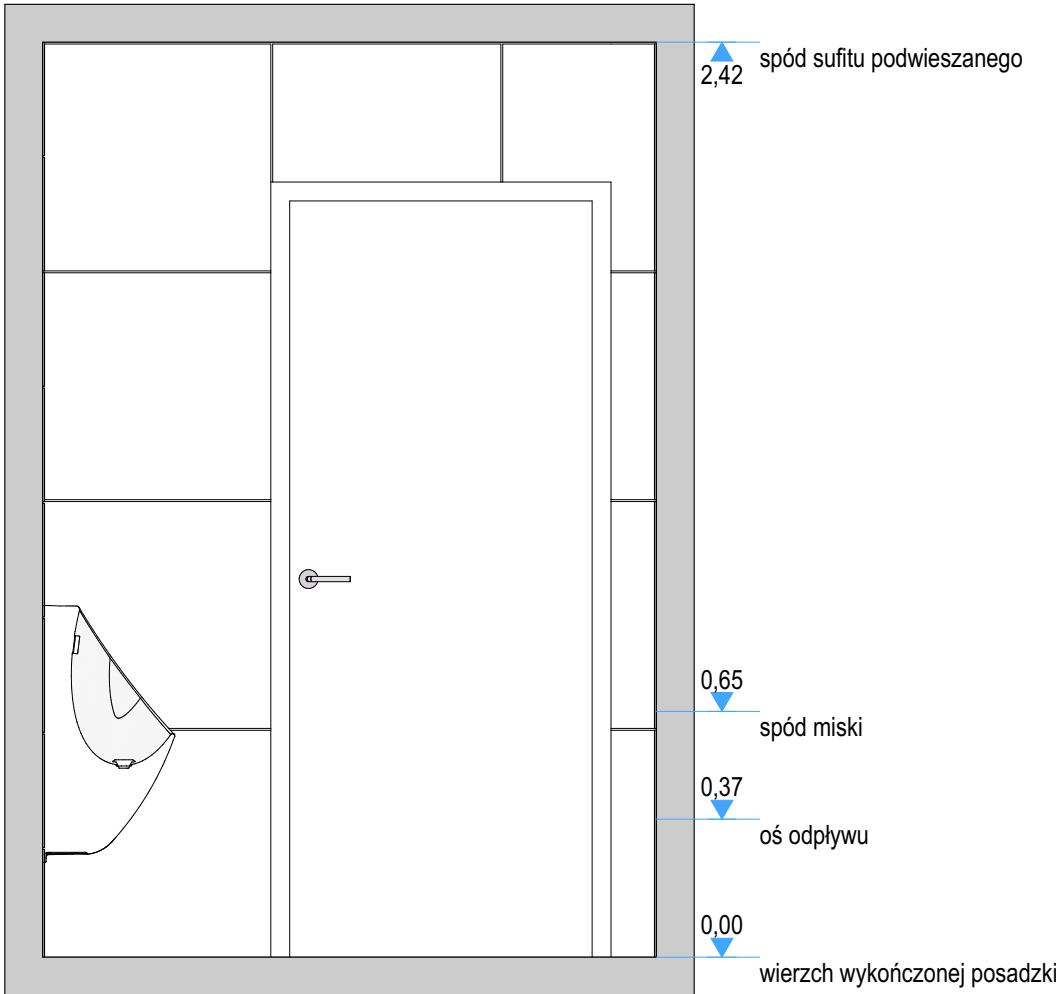 spód sufitu podwieszanego
2,42
0,65
spód miski
0,37
oś odpływu
0,00
wierzch wykończonej posadzki